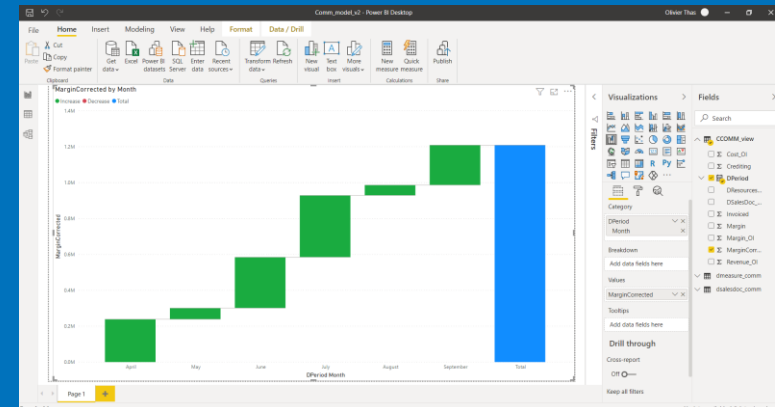 Comm_model_v2 - Power BI Desktop
Olivier Thas
File Home Insert Modeling View Help Format Data / Drill
Paste
Cut
Copy
Format painter
Get data
Excel
Power BI datasets
SQL Server
Enter data
Recent sources
Transform data
Refresh
New visual
Text box
More visuals
New measure
Quick measure
Publish
Clipboard
Data
Queries
Insert
Calculations
Share
MarginCorrected by Month
Increase Decrease Total
1.4M
1.2M
1.0M
0.8M
0.6M
0.4M
0.2M
0.0M
MarginCorrected
April May June July August September Total
DPeriod Month
Filters
Visualizations
R Py
Category
DPeriod
Month
Breakdown
Add data fields here
Values
MarginCorrected
Tooltips
Add data fields here
Drill through
Cross-report
Off
Keep all filters
Fields
Search
CCOMM_view
Cost_OI
Crediting
DPeriod
DResources...
DSalesDoc_...
Invoiced
Margin
Margin_OI
MarginCorr...
Revenue_OI
dmeasure_comm
dsalesdoc_comm
Page 1